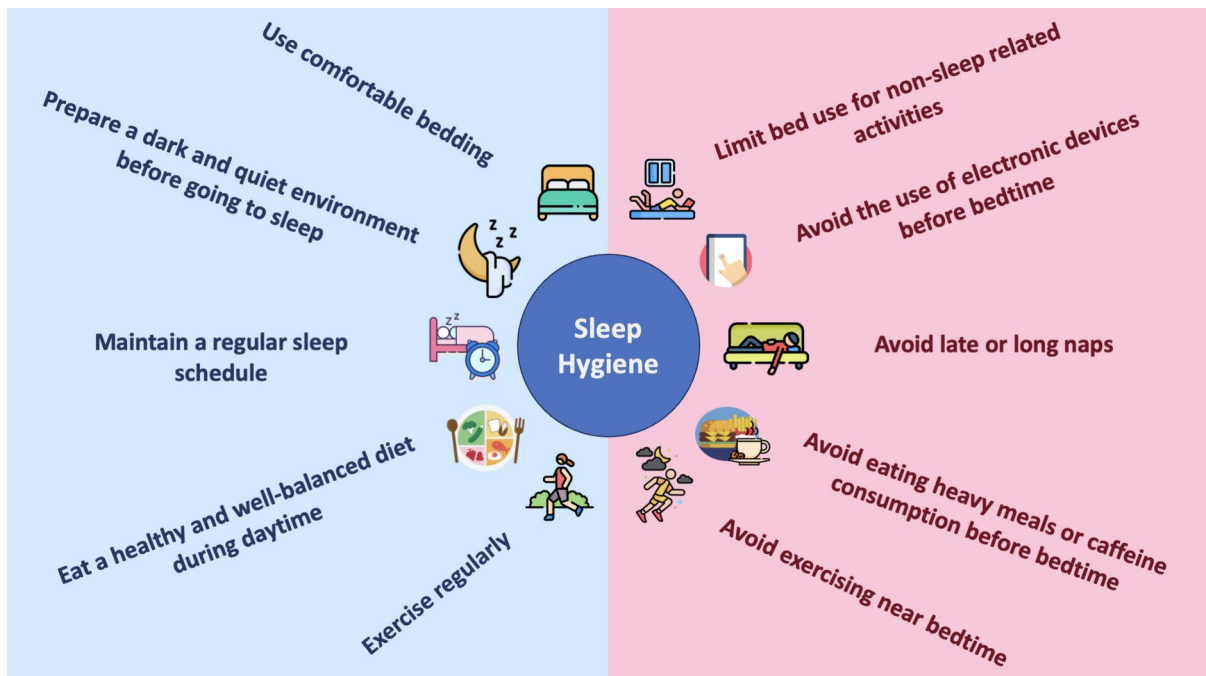 Use comfortable bedding
Prepare a dark and quiet environment
before going to sleep
Maintain a regular sleep
schedule
Eat a healthy and well-balanced diet
during daytime
Exercise regularly
z z z
z z
Sleep
Hygiene
Limit bed use for non-sleep related
activities
Avoid the use of electronic devices
before bedtime
Avoid late or long naps
Avoid eating heavy meals or caffeine
consumption before bedtime
Avoid exercising near bedtime